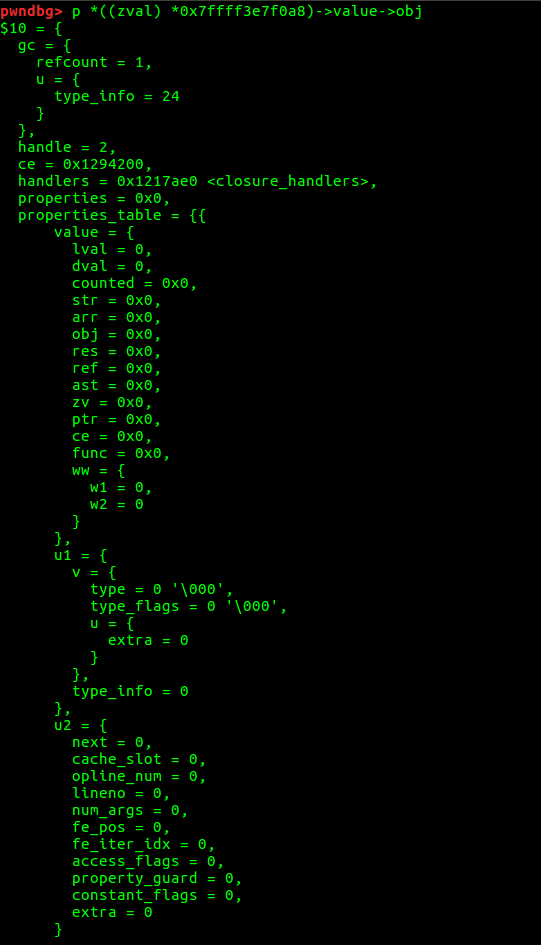 pwndbg> p *((zval) *0x7ffff3e7f0a8)->value->obj
$10 = {
  gc = {
    refcount = 1,
    u = {
      type_info = 24
    }
  },
  handle = 2,
  ce = 0x1294200,
  handlers = 0x1217ae0 <closure_handlers>,
  properties = 0x0,
  properties_table = {{
      value = {
        lval = 0,
        dval = 0,
        counted = 0x0,
        str = 0x0,
        arr = 0x0,
        obj = 0x0,
        res = 0x0,
        ref = 0x0,
        ast = 0x0,
        zv = 0x0,
        ptr = 0x0,
        ce = 0x0,
        func = 0x0,
        ww = {
          w1 = 0,
          w2 = 0
        }
      },
      u1 = {
        v = {
          type = 0 '\000',
          type_flags = 0 '\000',
          u = {
            extra = 0
          }
        },
        type_info = 0
      },
      u2 = {
        next = 0,
        cache_slot = 0,
        opline_num = 0,
        lineno = 0,
        num_args = 0,
        fe_pos = 0,
        fe_iter_idx = 0,
        access_flags = 0,
        property_guard = 0,
        constant_flags = 0,
        extra = 0
      }